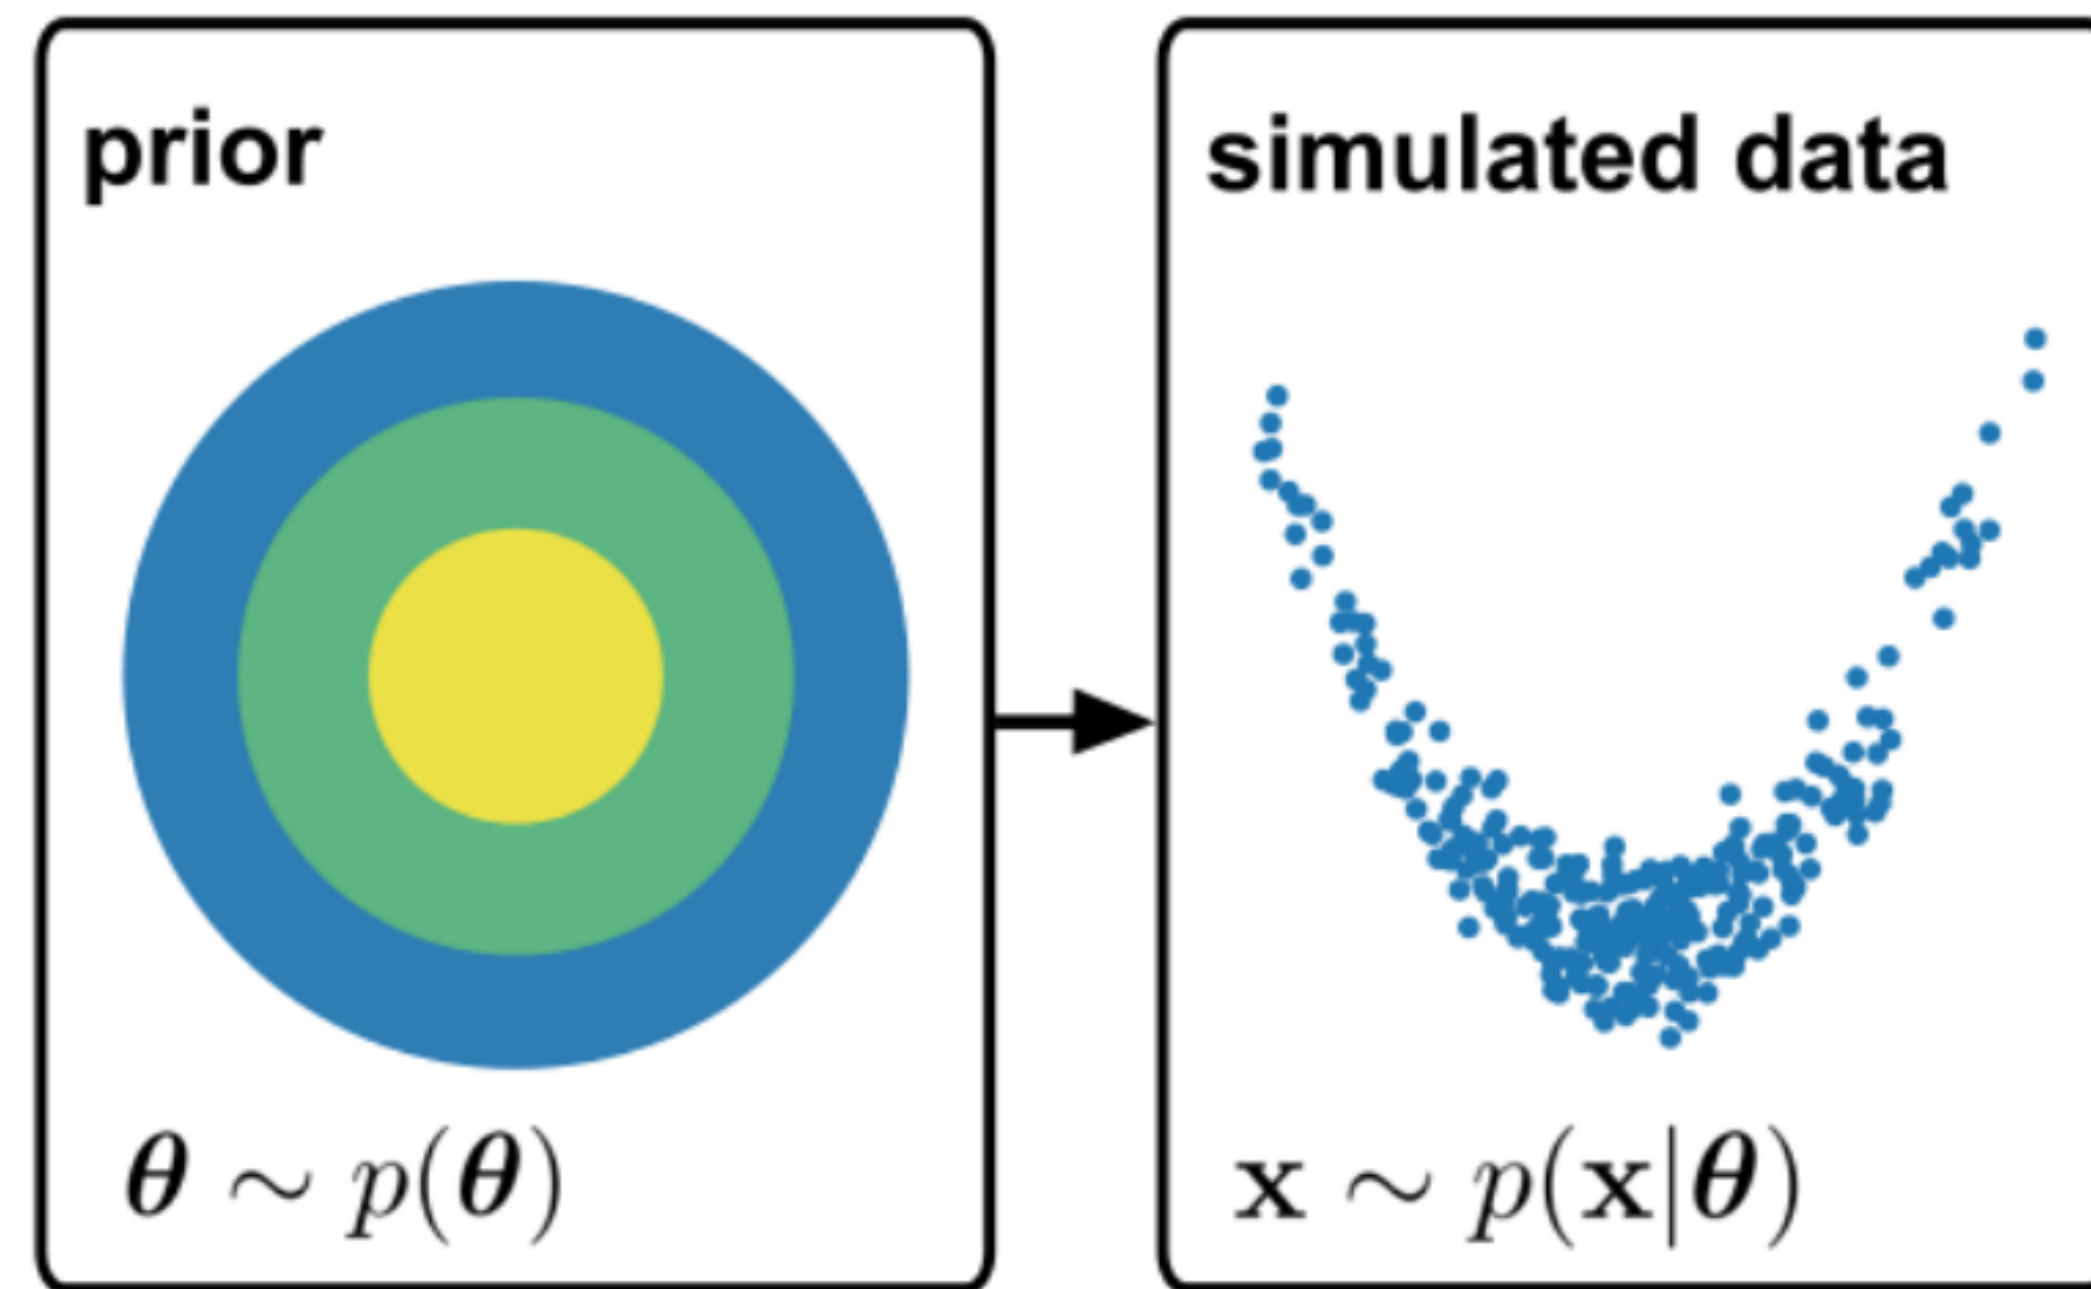 prior
𝜽 ∼ p(𝜽)
simulated data
𝐱 ∼ p(𝐱|𝜽)